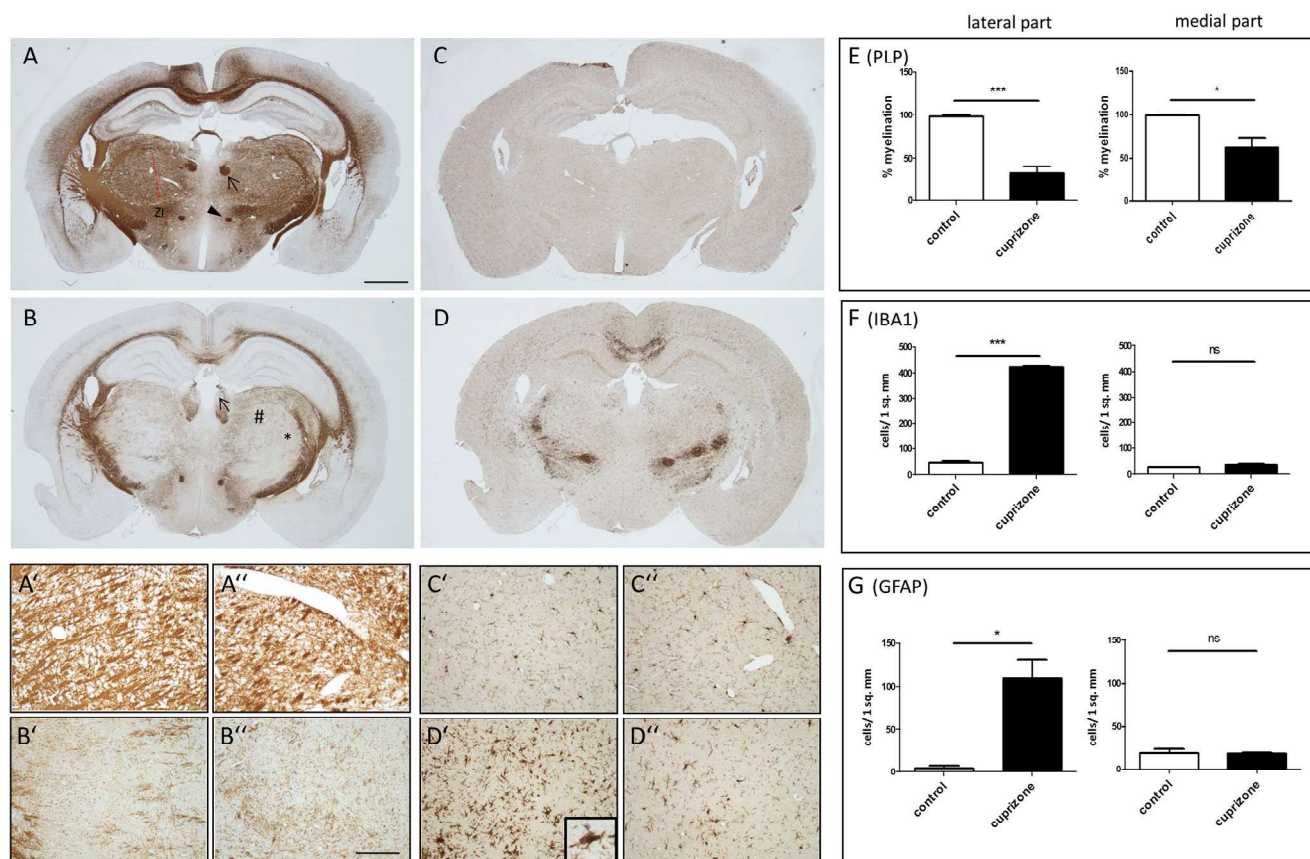 lateral part
medial part
A
ZI
C
B
#
*
D
A‘
A‘‘
C‘
C‘‘
B‘
B‘‘
D‘
D‘‘
E (PLP)
% myelination
150
100
50
0
***
control
cuprizone
% myelination
150
100
50
0
*
control
cuprizone
F (IBA1)
cells/ 1 sq. mm
500
400
300
200
100
0
***
control
cuprizone
cells/ 1 sq. mm
500
400
300
200
100
0
ns
control
cuprizone
G (GFAP)
cells/ 1 sq. mm
150
100
50
0
*
control
cuprizone
cells/ 1 sq. mm
150
100
50
0
ns
control
cuprizone